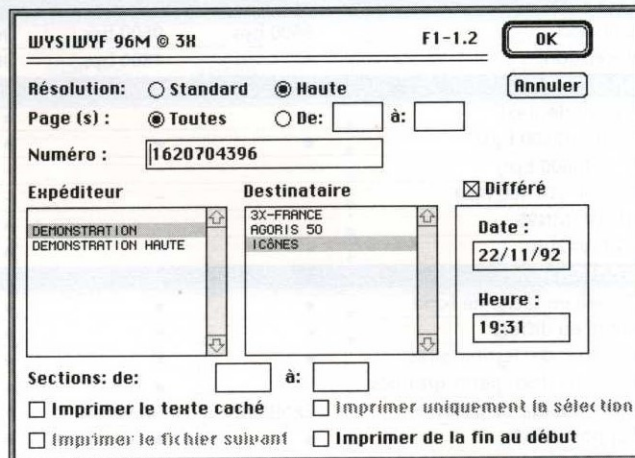 WYSIWYF 96M © 3X F1-1.2 OK
Résolution: Standard Haute Annuler
Page (s) : Toutes De: à:
Numéro : 1620704396
Expéditeur Destinataire Différé
DEMONSTRATION
DEMONSTRATION HAUTE
3X-FRANCE
AGORIS 50
ICôNES
Date :
22/11/92
Heure :
19:31
Sections: de: à:
Imprimer le texte caché Imprimer uniquement la sélection
Imprimer le fichier suivant Imprimer de la fin au début